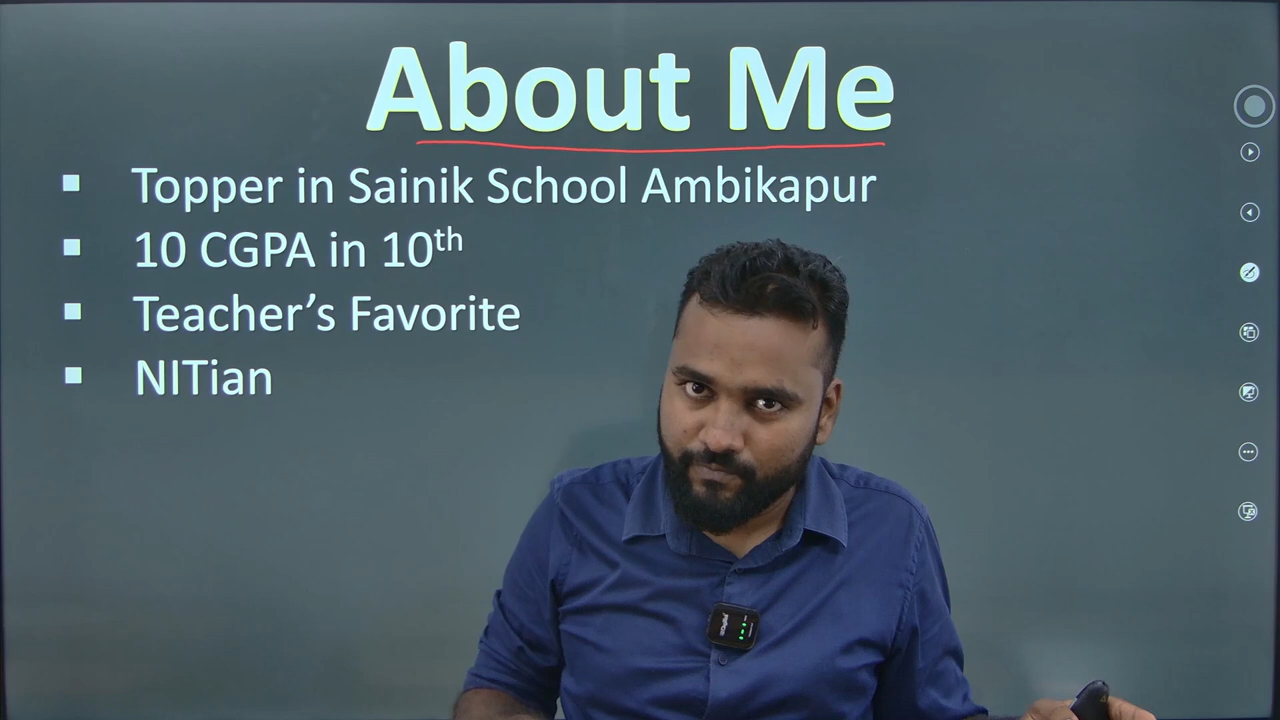 About Me
▪ Topper in Sainik School Ambikapur
▪ 10 CGPA in 10th
▪ Teacher’s Favorite
▪ NITian